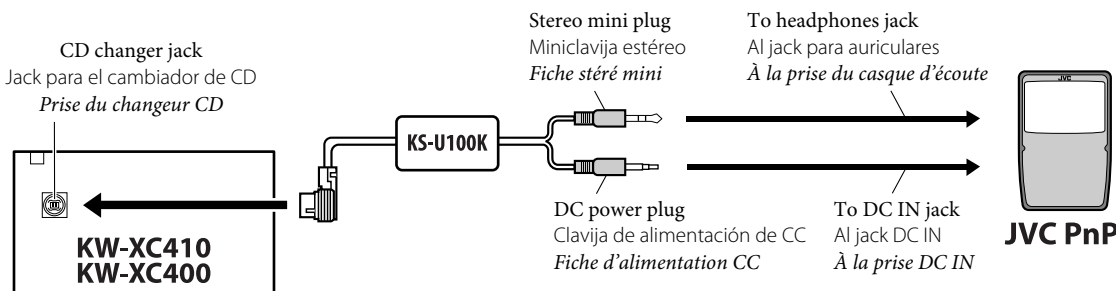 CD changer jack
Jack para el cambiador de CD
Prise du changeur CD
KW-XC410
KW-XC400
KS-U100K
Stereo mini plug
Miniclavija estéreo
Fiche stéré mini
To headphones jack
Al jack para auriculares
À la prise du casque d'écoute
DC power plug
Clavija de alimentación de CC
Fiche d'alimentation CC
To DC IN jack
Al jack DC IN
À la prise DC IN
JVC
JVC PnP